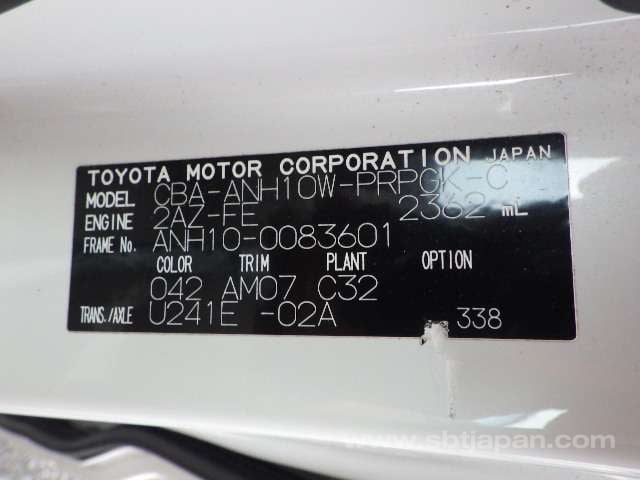 TOYOTA MOTOR CORPORATION JAPAN
MODEL CBA-ANH10W-PRPGK-C
ENGINE 2AZ-FE 2362 mL
FRAME No. ANH10-0083601
COLOR TRIM PLANT OPTION
042 AM07 C32
TRANS./AXLE U241E -02A 338
www.sbtjapan.com